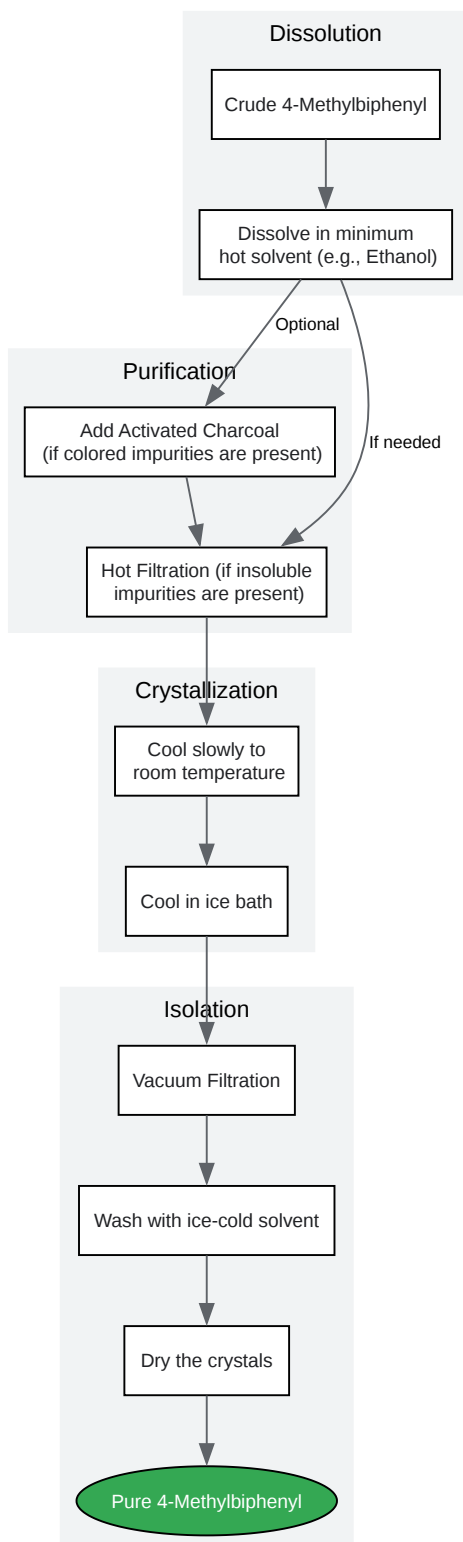 Dissolution
Crude 4-Methylbiphenyl
Dissolve in minimum
hot solvent (e.g., Ethanol)
Optional
Purification
Add Activated Charcoal
(if colored impurities are present)
If needed
Hot Filtration (if insoluble
impurities are present)
Crystallization
Cool slowly to
room temperature
Cool in ice bath
Isolation
Vacuum Filtration
Wash with ice-cold solvent
Dry the crystals
Pure 4-Methylbiphenyl